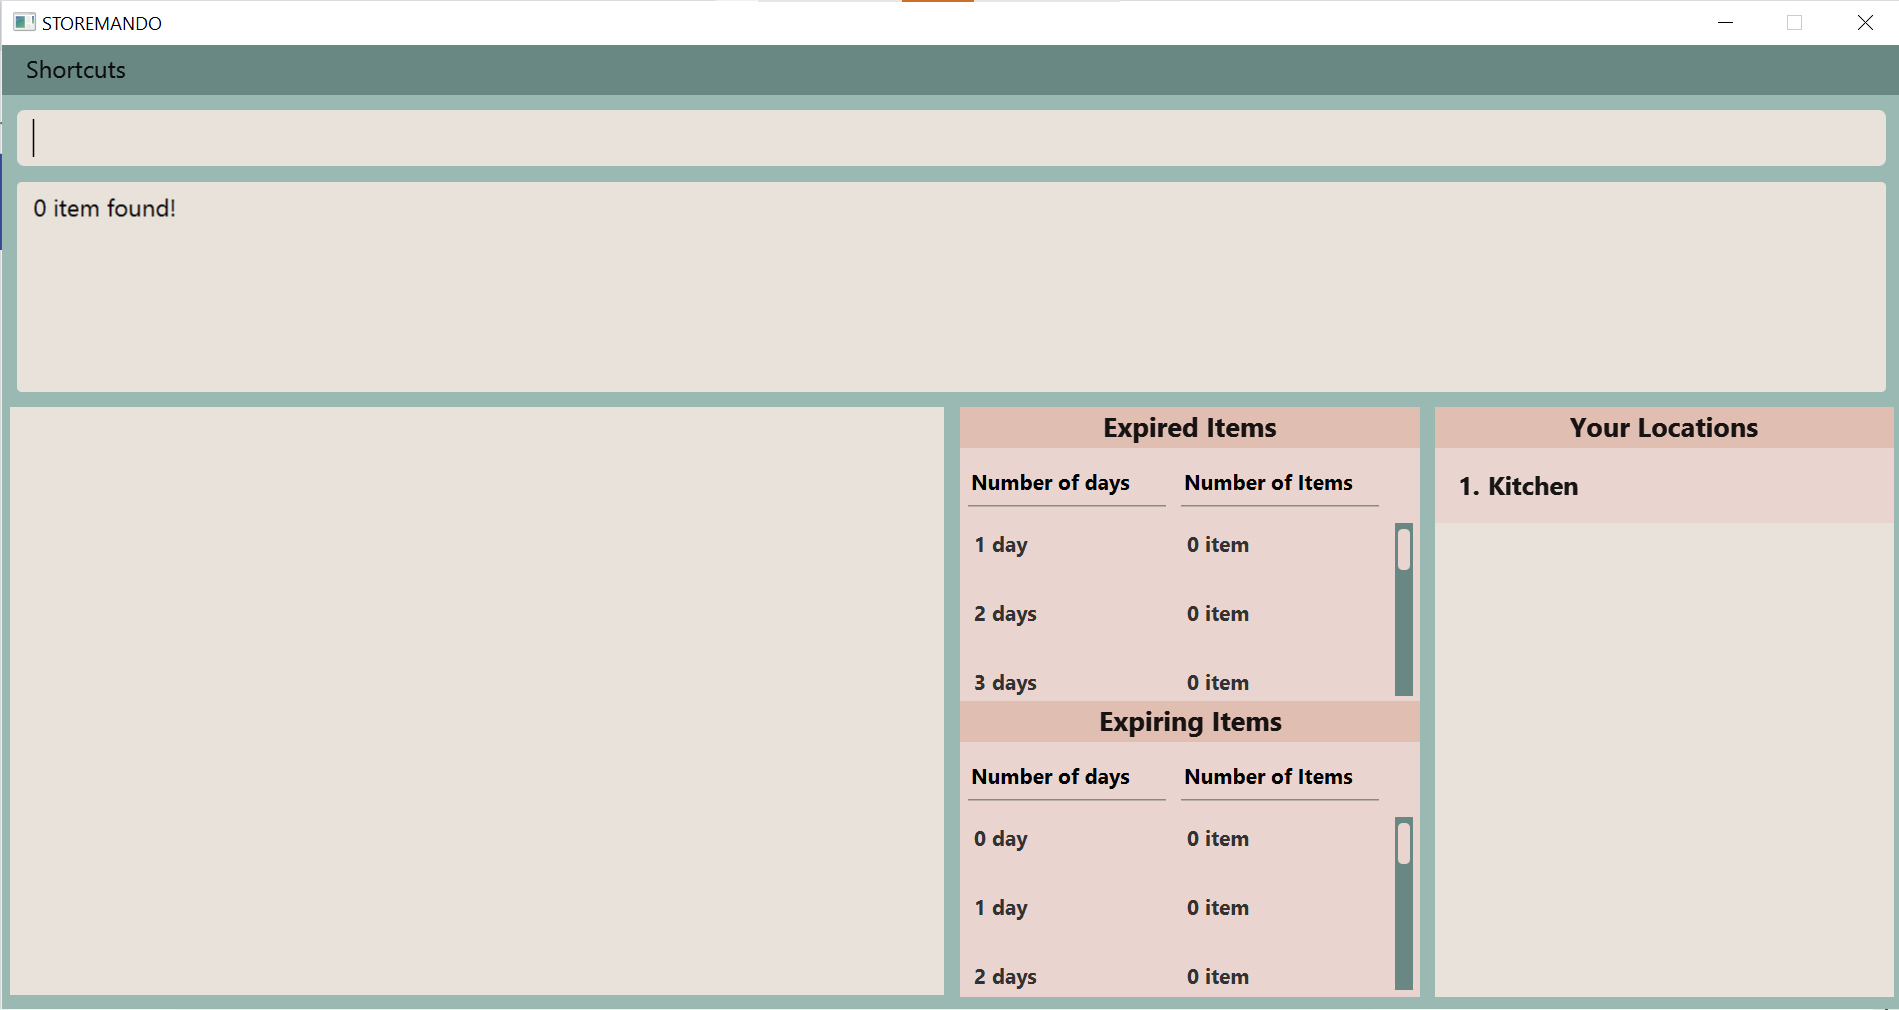 STOREMANDO
Shortcuts
0 item found!
Expired Items
Number of days Number of Items
1 day 0 item
2 days 0 item
3 days 0 item
Expiring Items
Number of days Number of Items
0 day 0 item
1 day 0 item
2 days 0 item
Your Locations
1. Kitchen